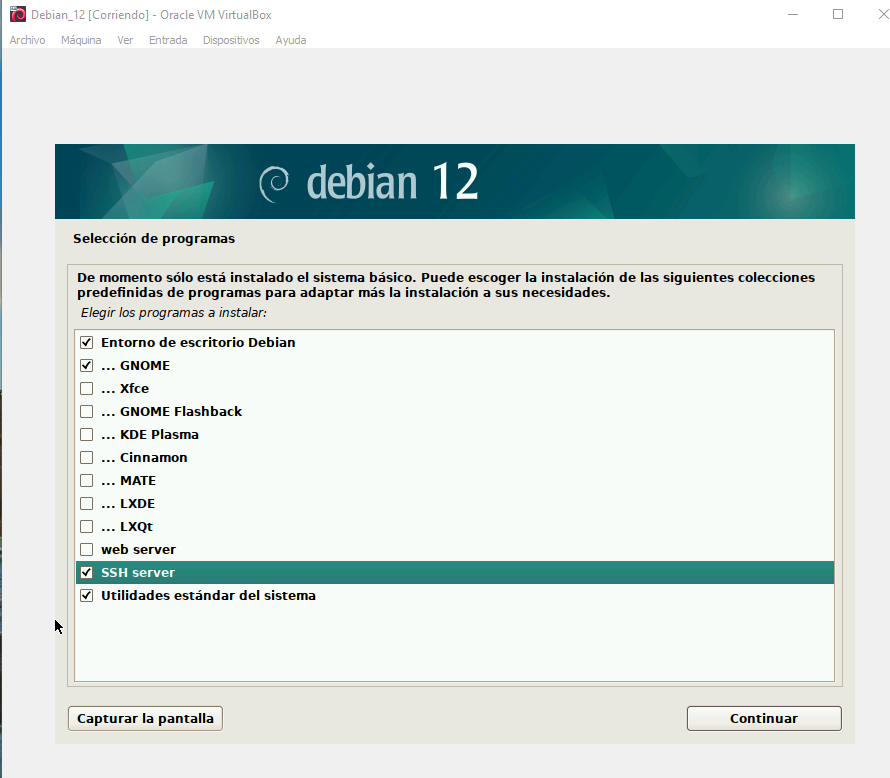 Debian_12 [Corriendo] - Oracle VM VirtualBox
Archivo Máquina Ver Entrada Dispositivos Ayuda
debian 12
Selección de programas
De momento sólo está instalado el sistema básico. Puede escoger la instalación de las siguientes colecciones
predefinidas de programas para adaptar más la instalación a sus necesidades.
Elegir los programas a instalar:
Entorno de escritorio Debian
... GNOME
... Xfce
... GNOME Flashback
... KDE Plasma
... Cinnamon
... MATE
... LXDE
... LXQt
web server
SSH server
Utilidades estándar del sistema
Capturar la pantalla
Continuar